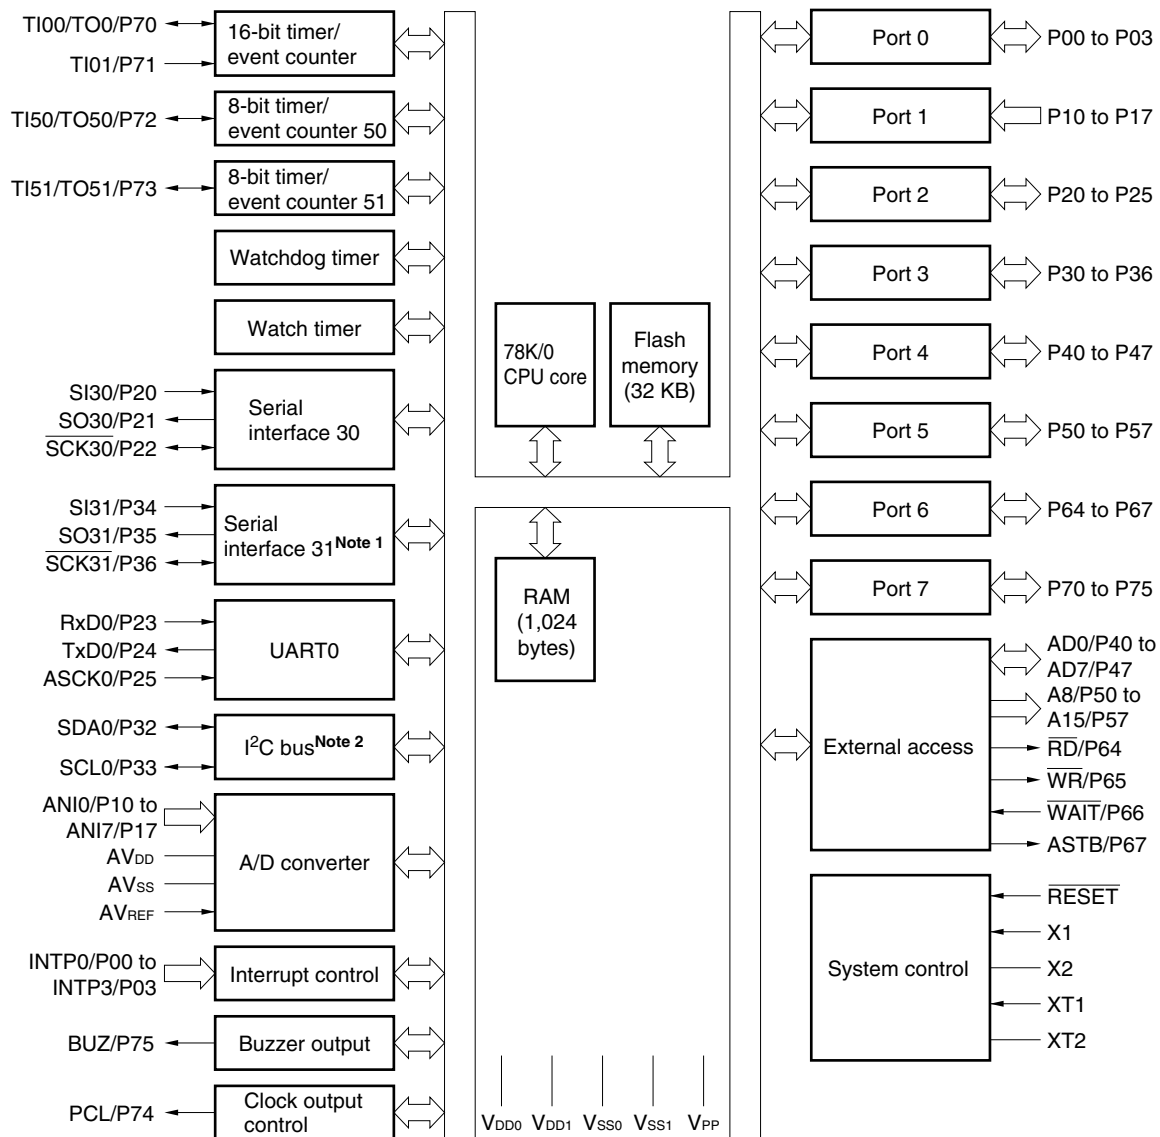 TI00/TO0/P70
TI01/P71
16-bit timer/
event counter
TI50/TO50/P72
8-bit timer/
event counter 50
TI51/TO51/P73
8-bit timer/
event counter 51
Watchdog timer
Watch timer
SI30/P20
SO30/P21
SCK30/P22
Serial
interface 30
SI31/P34
SO31/P35
SCK31/P36
Serial
interface 31 Note 1
RxD0/P23
TxD0/P24
ASCK0/P25
UART0
SDA0/P32
SCL0/P33
I²C bus Note 2
ANI0/P10 to
ANI7/P17
AVDD
AVSS
AVREF
A/D converter
INTP0/P00 to
INTP3/P03
Interrupt control
BUZ/P75
Buzzer output
PCL/P74
Clock output
control
78K/0
CPU core
Flash
memory
(32 KB)
RAM
(1,024
bytes)
VDD0 VDD1 VSS0 VSS1 VPP
Port 0
P00 to P03
Port 1
P10 to P17
Port 2
P20 to P25
Port 3
P30 to P36
Port 4
P40 to P47
Port 5
P50 to P57
Port 6
P64 to P67
Port 7
P70 to P75
External access
AD0/P40 to
AD7/P47
A8/P50 to
A15/P57
RD/P64
WR/P65
WAIT/P66
ASTB/P67
System control
RESET
X1
X2
XT1
XT2